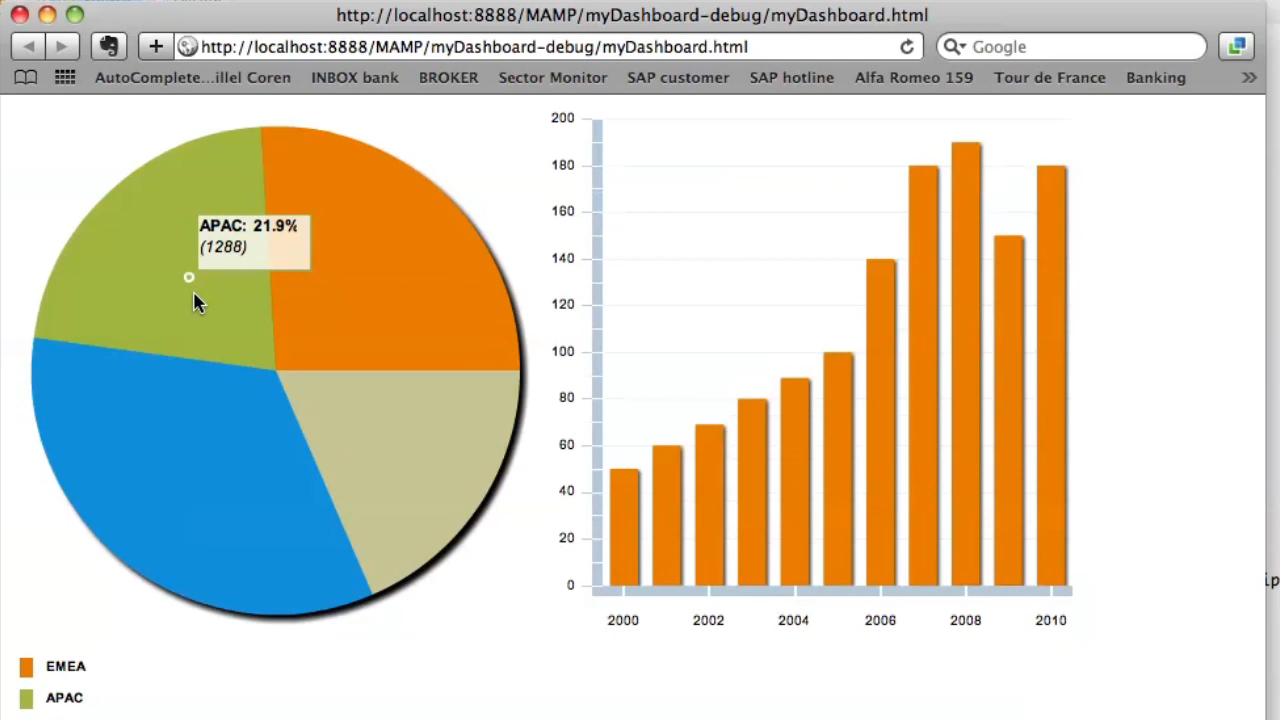 http://localhost:8888/MAMP/myDashboard-debug/myDashboard.html
http://localhost:8888/MAMP/myDashboard-debug/myDashboard.html
Google
AutoComplete...illel Coren INBOX bank BROKER Sector Monitor SAP customer SAP hotline Alfa Romeo 159 Tour de France Banking
APAC: 21.9%
(1288)
200
180
160
140
120
100
80
60
40
20
0
2000 2002 2004 2006 2008 2010
ip
EMEA
APAC